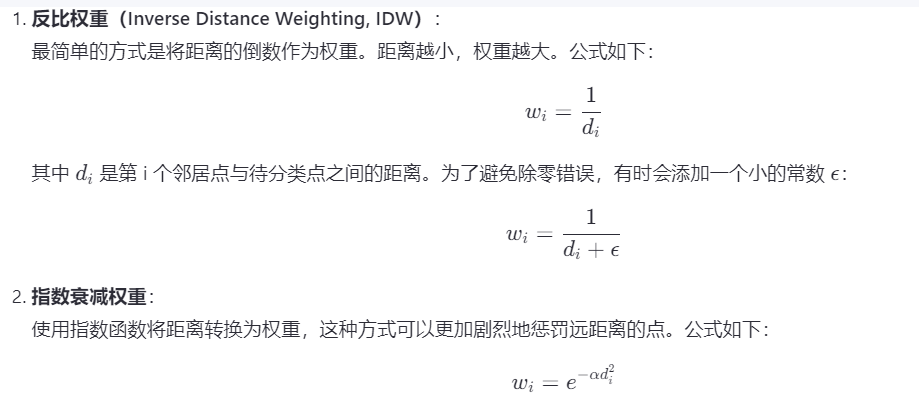 1. 反比权重（Inverse Distance Weighting, IDW）：
最简单的方式是将距离的倒数作为权重。距离越小，权重越大。公式如下：
w_i = \frac{1}{d_i}
其中 d_i 是第 i 个邻居点与待分类点之间的距离。为了避免除零错误，有时会添加一个小的常数 ϵ：
w_i = \frac{1}{d_i + ϵ}
2. 指数衰减权重：
使用指数函数将距离转换为权重，这种方式可以更加剧烈地惩罚远距离的点。公式如下：
w_i = e^{-αd_i^2}